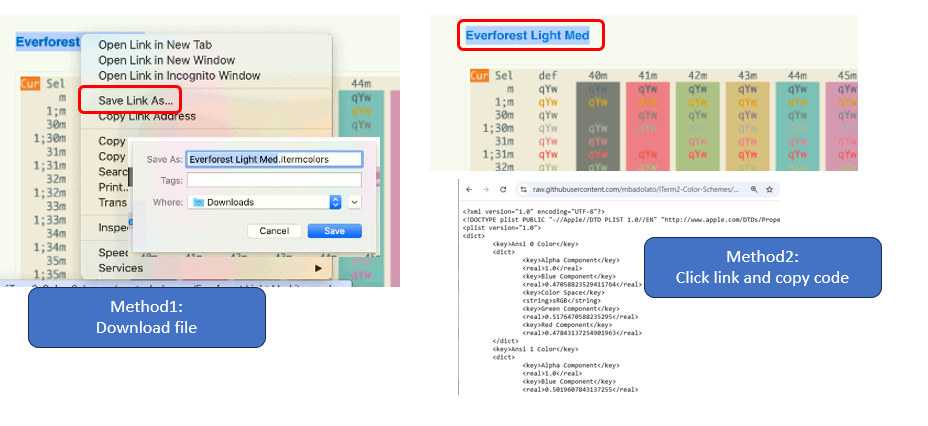 Everforest
Open Link in New Tab
Open Link in New Window
Open Link in Incognito Window
Save Link As...
Copy Link Address
Copy
Copy
Searc
Print..
Trans
Inspe
Speec
Services
Save As: Everforest Light Med.itermcolors
Tags:
Where: Downloads
Cancel Save
Cur Sel 44m
m qYw
1;m qYw
30m qYw
1;30m
31m
1;31m
32m
1;32m
33m
1;33m
34m
1;34m
35m
1;35m qYw
40m 41m 42m 43m 44m 45m
Method1:
Download file
Everforest Light Med
Cur Sel def 40m 41m 42m 43m 44m 45m
m qYw qYw qYw qYw qYw qYw qYw
1;m qYw qYw qYw qYw qYw qYw qYw
30m qYw qYw qYw qYw qYw qYw qYw
1;30m qYw qYw qYw qYw qYw qYw qYw
31m qYw qYw qYw qYw qYw qYw qYw
1;31m qYw qYw qYw qYw qYw qYw qYw
32m qYw qYw qYw qYw qYw qYw qYw
raw.githubusercontent.com/mbadolato/iTerm2-Color-Schemes/...
<?xml version="1.0" encoding="UTF-8"?>
<!DOCTYPE plist PUBLIC "-//Apple//DTD PLIST 1.0//EN" "http://www.apple.com/DTDs/Prope
<plist version="1.0">
<dict>
<key>Ansi 0 Color</key>
<dict>
<key>Alpha Component</key>
<real>1.0</real>
<key>Blue Component</key>
<real>0.47058823529411764</real>
<key>Color Space</key>
<string>sRGB</string>
<key>Green Component</key>
<real>0.5176470588235295</real>
<key>Red Component</key>
<real>0.47843137254901963</real>
</dict>
<key>Ansi 1 Color</key>
<dict>
<key>Alpha Component</key>
<real>1.0</real>
<key>Blue Component</key>
<real>0.5019607843137255</real>
Method2:
Click link and copy code